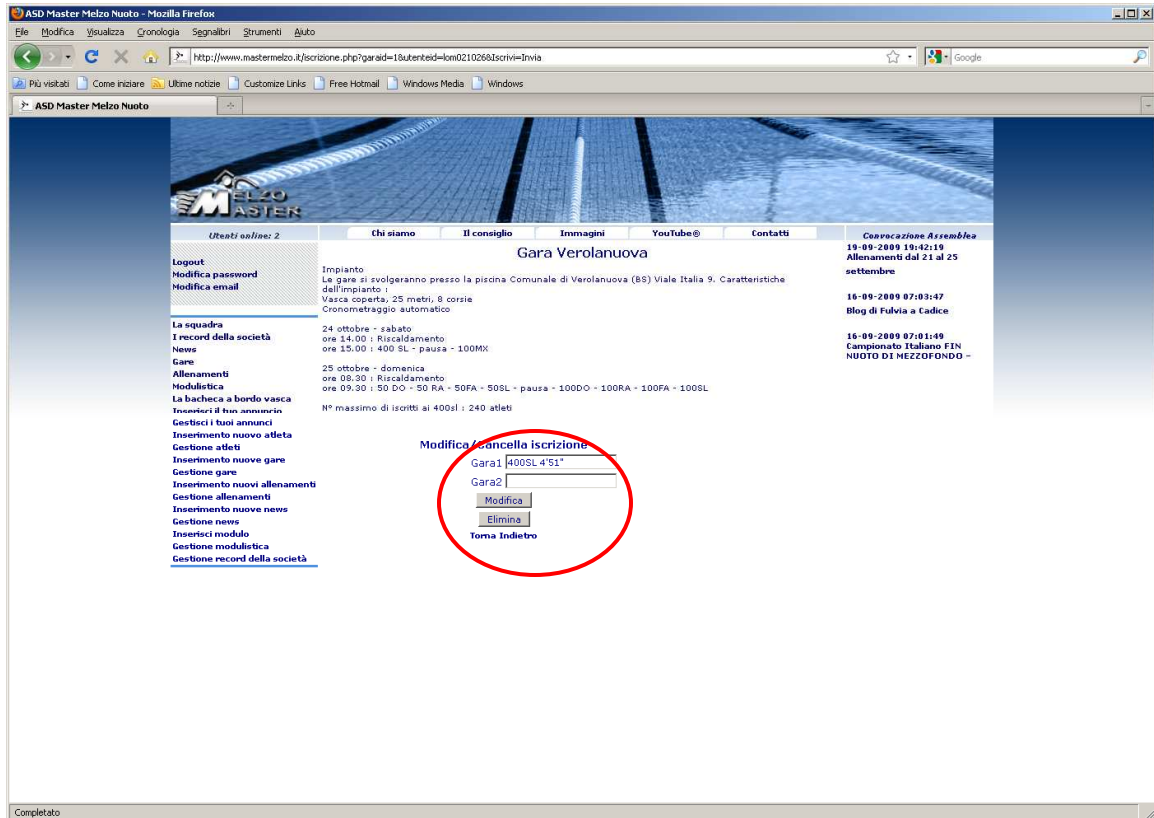 ASD Master Melzo Nuoto - Mozilla Firefox
File Modifica Visualizza Cronologia Segnalibri Strumenti Aiuto
http://www.mastermelzo.it/iscrizione.php?garaid=1&utenteid=lom021026&Iscrivi=Invia
Google
Più visitati Come iniziare Ultime notizie Customize Links Free Hotmail Windows Media Windows
ASD Master Melzo Nuoto
MELZO
MASTER
Utenti online: 2
Chi siamo Il consiglio Immagini YouTube® Contatti
Convocazione Assemblea
Logout
Modifica password
Modifica email
La squadra
I record della società
News
Gare
Allenamenti
Modulistica
La bacheca a bordo vasca
Inserisci il tuo annuncio
Gestisci i tuoi annunci
Inserimento nuovo atleta
Gestione atleti
Inserimento nuove gare
Gestione gare
Inserimento nuovi allenamenti
Gestione allenamenti
Inserimento nuove news
Gestione news
Inserisci modulo
Gestione modulistica
Gestione record della società
Gara Verolanuova
Impianto
Le gare si svolgeranno presso la piscina Comunale di Verolanuova (BS) Viale Italia 9. Caratteristiche
dell'impianto :
Vasca coperta, 25 metri, 8 corsie
Cronometraggio automatico
24 ottobre - sabato
ore 14.00 : Riscaldamento
ore 15.00 : 400 SL - pausa - 100MX
25 ottobre - domenica
ore 08.30 : Riscaldamento
ore 09.30 : 50 DO - 50 RA - 50FA - 50SL - pausa - 100DO - 100RA - 100FA - 100SL
N° massimo di iscritti ai 400sl : 240 atleti
Modifica/Cancella iscrizione
Gara1 400SL 4'51"
Gara2
Modifica
Elimina
Torna Indietro
19-09-2009 19:42:19
Allenamenti dal 21 al 25
settembre
16-09-2009 07:03:47
Blog di Fulvia a Cadice
16-09-2009 07:01:49
Campionato Italiano FIN
NUOTO DI MEZZOFONDO –
Completato